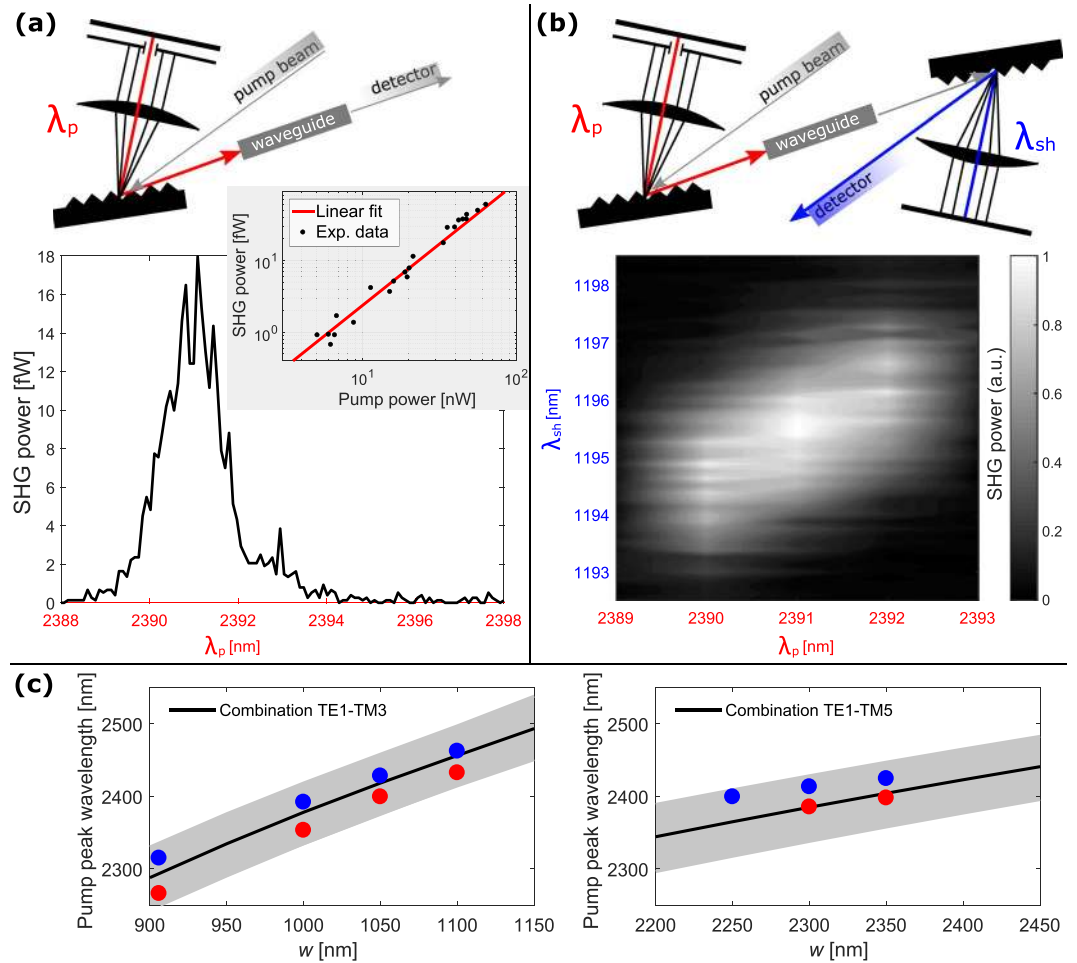 (a)
pump beam
detector
λp
waveguide
Linear fit
Exp. data
SHG power [fW]
10¹
10⁰
10¹
10²
Pump power [nW]
SHG power [fW]
18
16
14
12
10
8
6
4
2
0
2388
2390
2392
2394
2396
2398
λp [nm]
(b)
pump beam
λp
waveguide
λsh
detector
λsh [nm]
1198
1197
1196
1195
1194
1193
2389
2390
2391
2392
2393
λp [nm]
SHG power (a.u.)
1
0.8
0.6
0.4
0.2
0
(c)
Pump peak wavelength [nm]
2500
2400
2300
Combination TE1-TM3
900
950
1000
1050
1100
1150
w [nm]
Pump peak wavelength [nm]
2500
2400
2300
Combination TE1-TM5
2200
2250
2300
2350
2400
2450
w [nm]